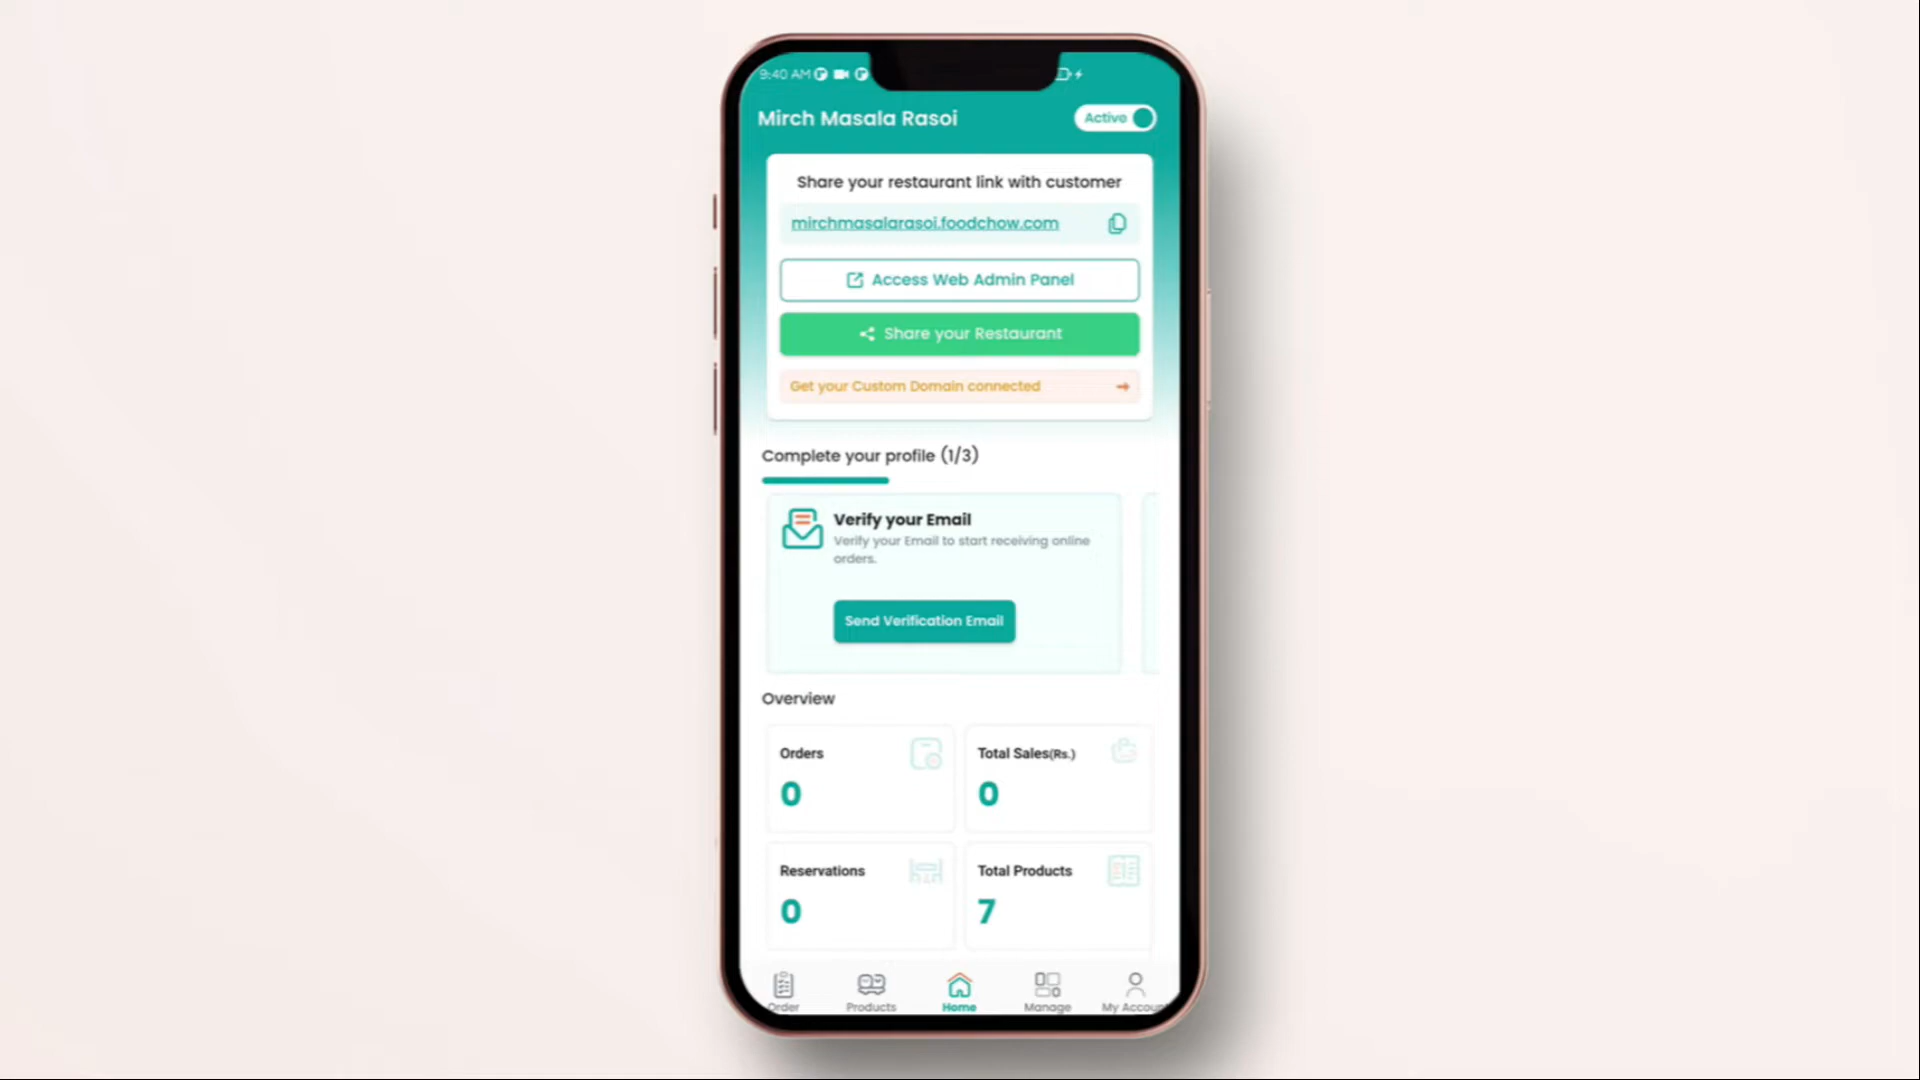 9:40 AM
Mirch Masala Rasoi
Active
Share your restaurant link with customer
mirchmasalarasoi.foodchow.com
Access Web Admin Panel
Share your Restaurant
Get your Custom Domain connected
Complete your profile (1/3)
Verify your Email
Verify your Email to start receiving online
orders.
Send Verification Email
Overview
Orders
0
Total Sales(Rs.)
0
Reservations
0
Total Products
7
Order
Products
Home
Manage
My Accoun